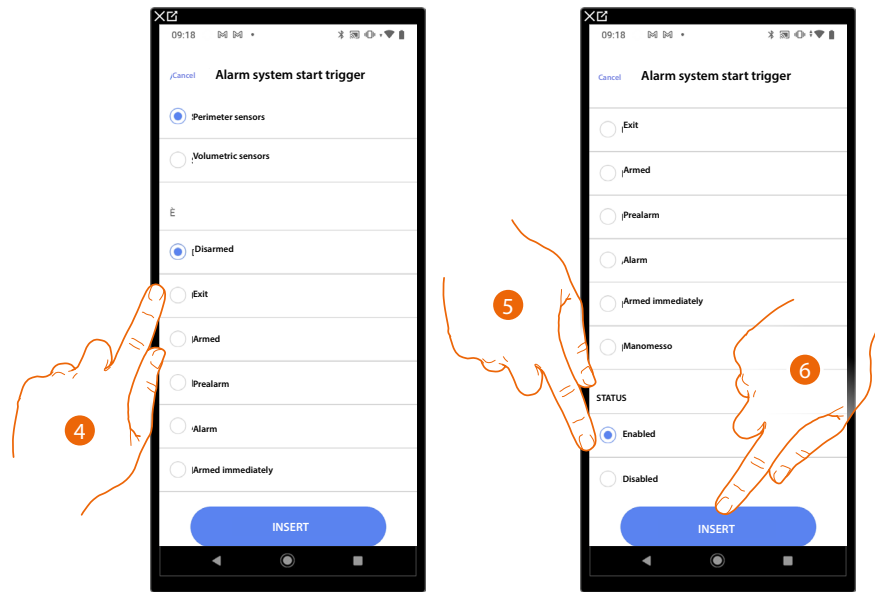 09:18
Cancel
Alarm system start trigger
Perimeter sensors
Volumetric sensors
È
Disarmed
Exit
Armed
Prealarm
Alarm
Armed immediately
INSERT
4
09:18
Cancel
Alarm system start trigger
Exit
Armed
Prealarm
Alarm
Armed immediately
Manomesso
STATUS
Enabled
Disabled
INSERT
5
6